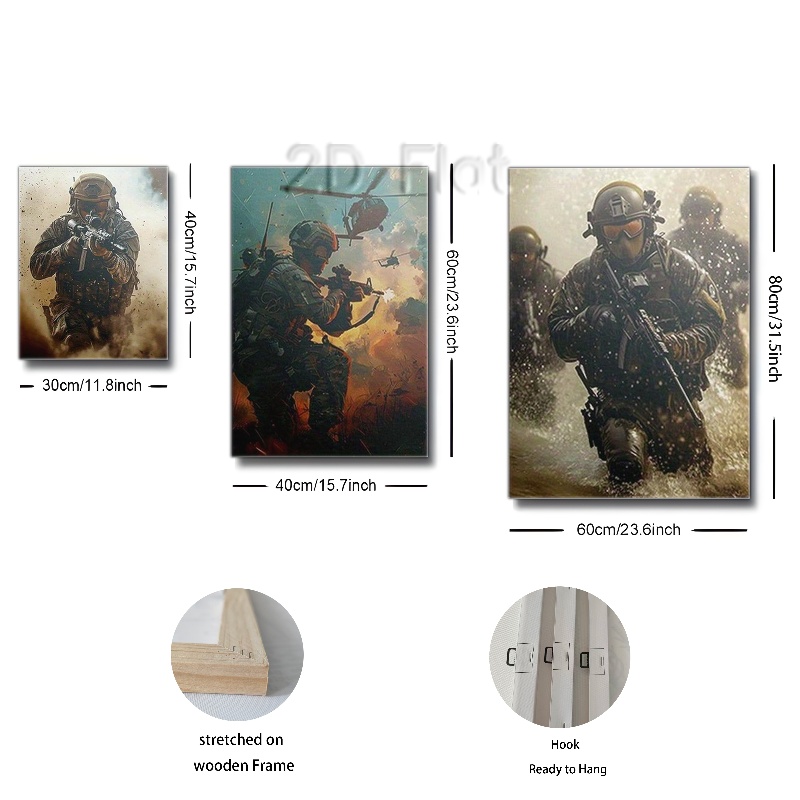 2D Flat
40cm/15.7inch
30cm/11.8inch
60cm/23.6inch
40cm/15.7inch
80cm/31.5inch
60cm/23.6inch
stretched on
wooden Frame
Hook
Ready to Hang